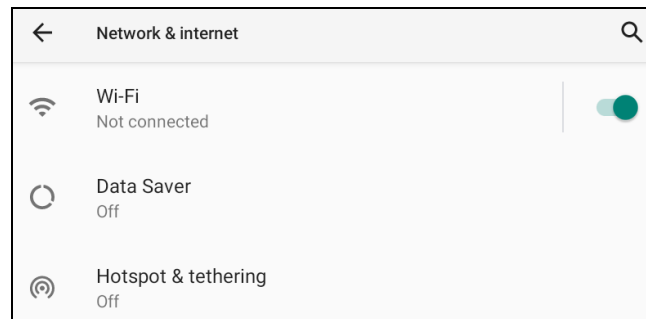 Network & internet
Wi-Fi
Not connected
Data Saver
Off
Hotspot & tethering
Off